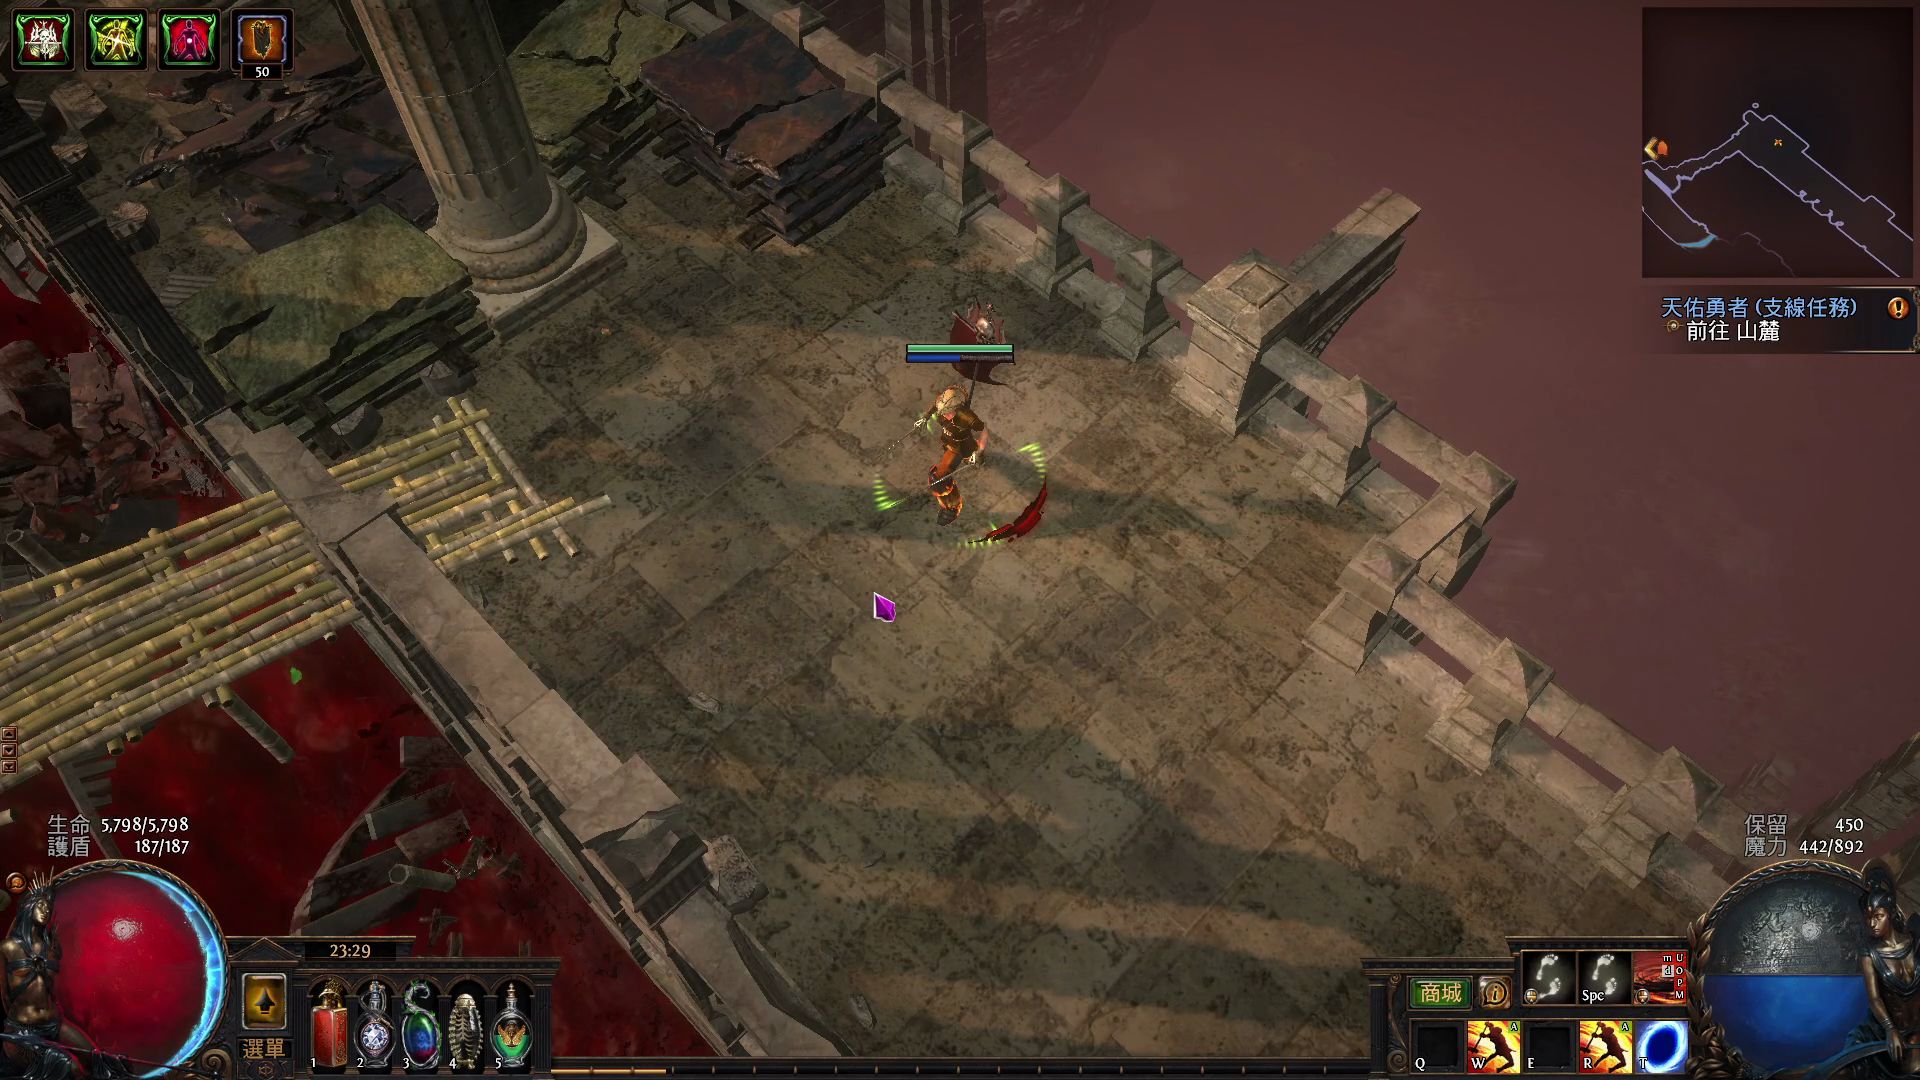 50
天佑勇者 (支線任務)
前往 山麓
生命 5,798/5,798
護盾 187/187
保留 450
魔力 442/892
23:29
選單
1 2 3 4 5
商城
Spc
m U
d O
P
M
Q W A E R A T